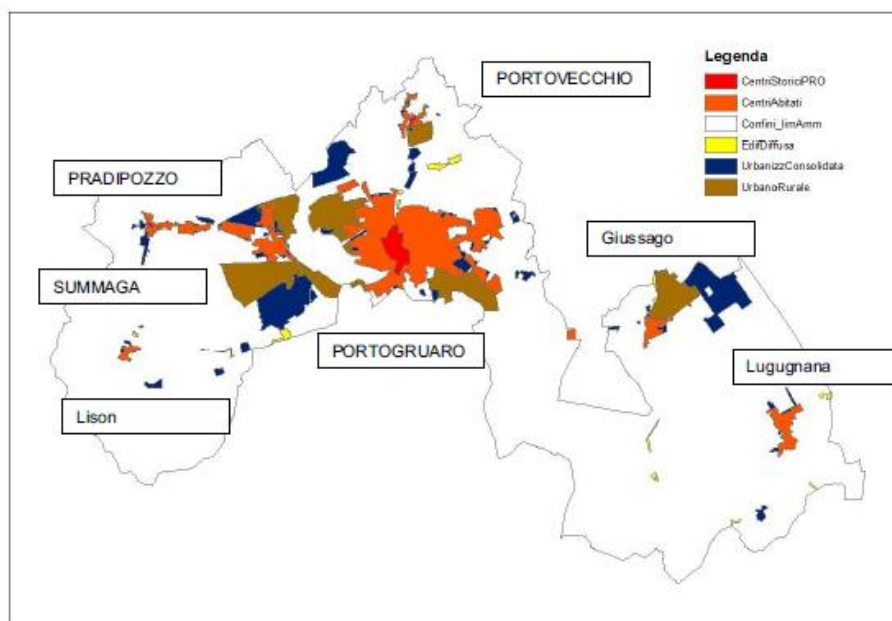 PORTOVECCHIO
Legenda
CentriStoriciPRO
CentriAbitati
Confini_limAmm
EdifDiffusa
UrbanizzConsolidata
UrbanoRurale
PRADIPOZZO
Giussago
SUMMAGA
PORTOGRUARO
Lugugnana
Lison